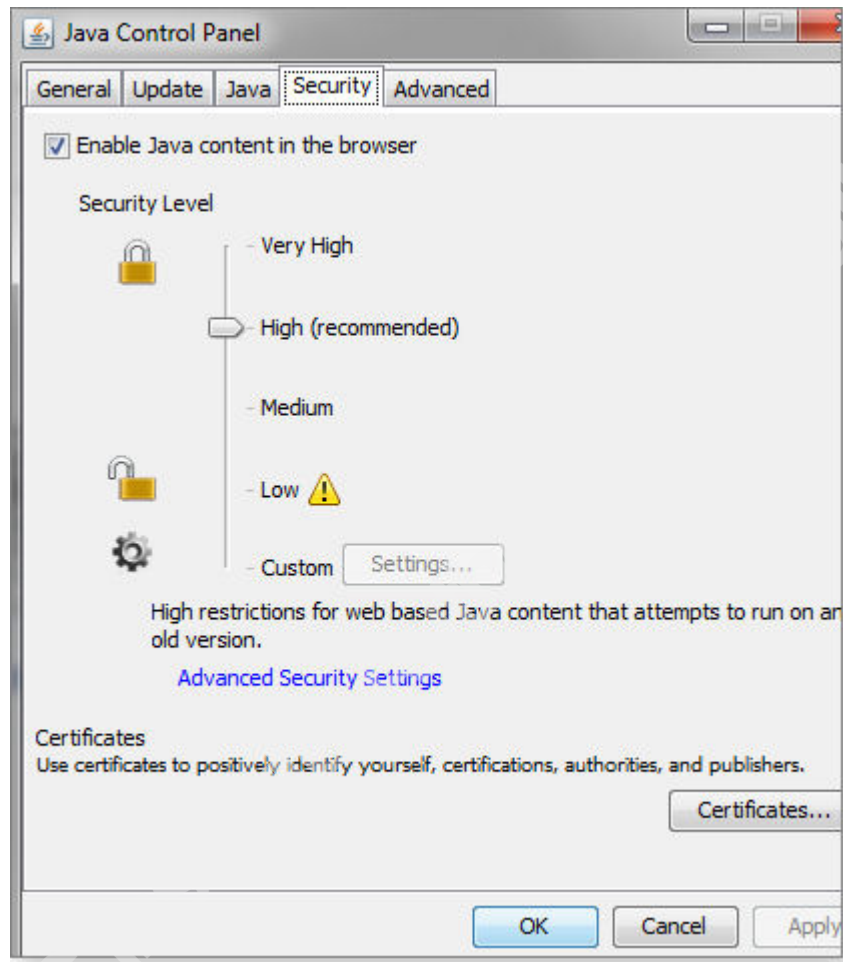 Java Control Panel
General Update Java Security Advanced
Enable Java content in the browser
Security Level
Very High
High (recommended)
Medium
Low
Custom Settings...
High restrictions for web based Java content that attempts to run on an
old version.
Advanced Security Settings
Certificates
Use certificates to positively identify yourself, certifications, authorities, and publishers.
Certificates...
OK Cancel Apply